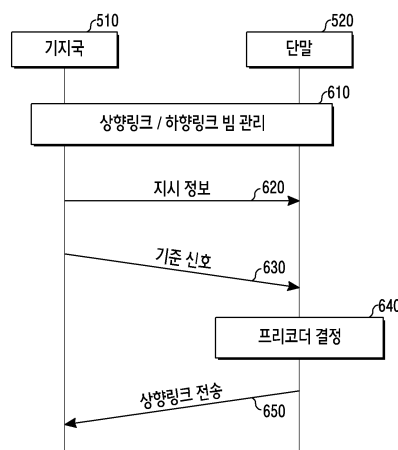 510
520
기지국
단말
610
상향링크 / 하향링크 빔 관리
지시 정보
620
기준 신호
630
640
프리코더 결정
상향링크 전송
650